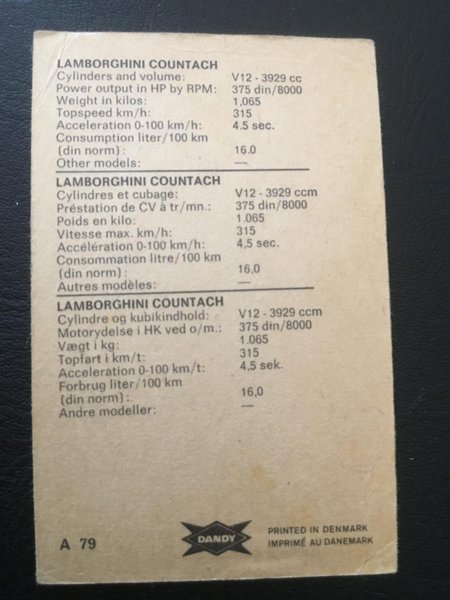 LAMBORGHINI COUNTACH
Cylinders and volume: V12 - 3929 cc
Power output in HP by RPM: 375 din/8000
Weight in kilos: 1,065
Topspeed km/h: 315
Acceleration 0-100 km/h: 4.5 sec.
Consumption liter/100 km
(din norm): 16.0
Other models: —
LAMBORGHINI COUNTACH
Cylindres et cubage: V12 - 3929 ccm
Préstation de CV à tr/mn.: 375 din/8000
Poids en kilo: 1.065
Vitesse max. km/h: 315
Accélération 0-100 km/h: 4,5 sec.
Consommation litre/100 km
(din norm): 16,0
Autres modèles: —
LAMBORGHINI COUNTACH
Cylindre og kubikindhold: V12 - 3929 ccm
Motorydelse i HK ved o/m.: 375 din/8000
Vægt i kg: 1.065
Topfart i km/t: 315
Acceleration 0-100 km/t: 4,5 sek.
Forbrug liter/100 km
(din norm): 16,0
Andre modeller: —
A 79
DANDY
PRINTED IN DENMARK
IMPRIMÉ AU DANEMARK